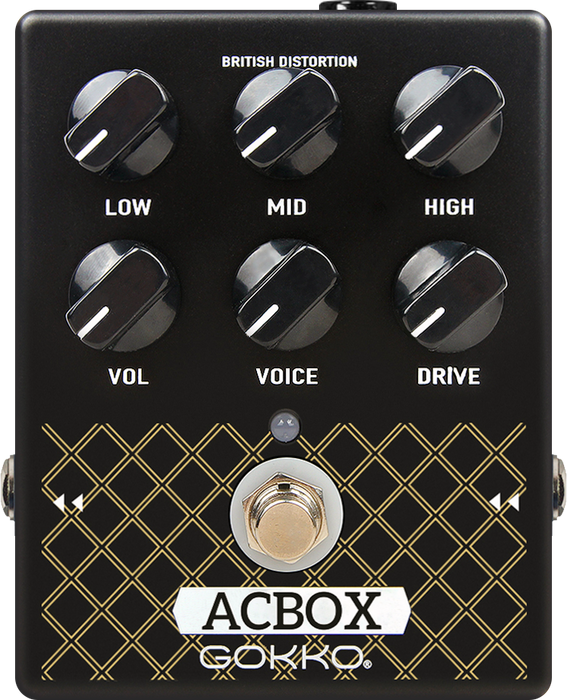 BRITISH DISTORTION
LOW MID HIGH
VOL VOICE DRIVE
ACBOX
GOKKO®